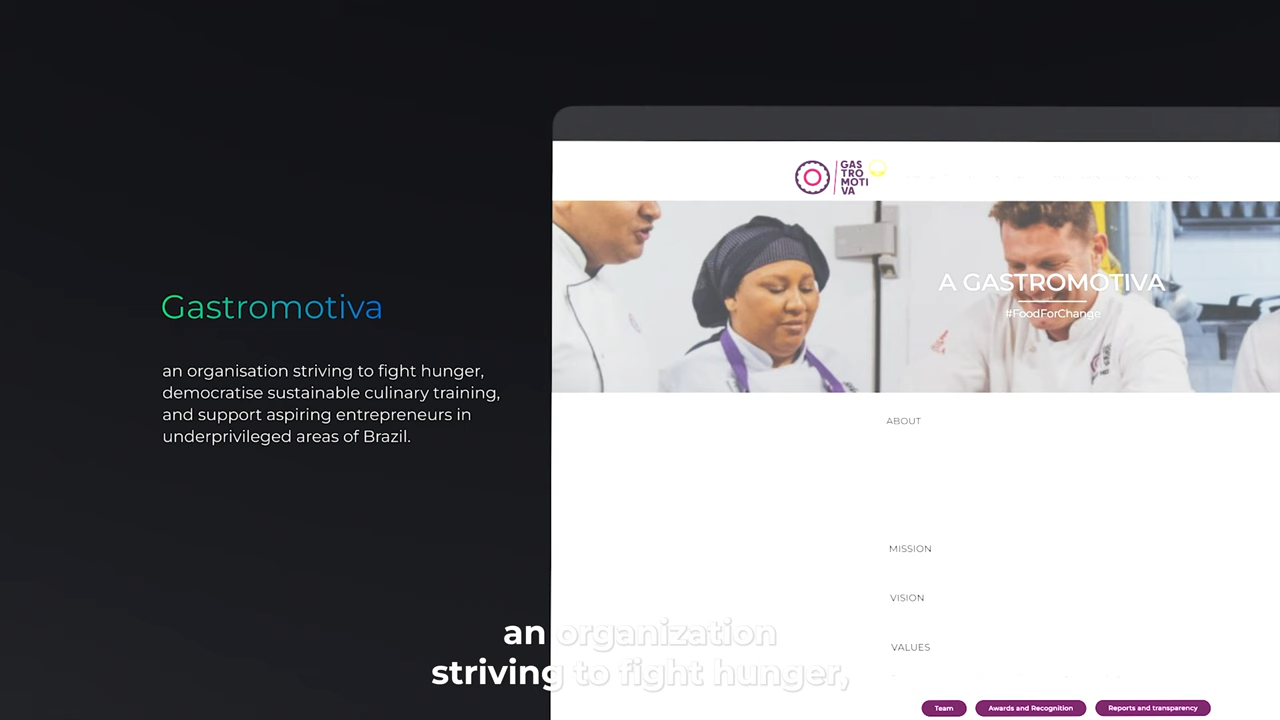 Gastromotiva
an organisation striving to fight hunger,
democratise sustainable culinary training,
and support aspiring entrepreneurs in
underprivileged areas of Brazil.
GAS
TRO
MOTI
VA
A GASTROMOTIVA
#FoodForChange
ABOUT
MISSION
VISION
VALUES
Team
Awards and Recognition
Reports and transparency
an organization
striving to fight hunger,